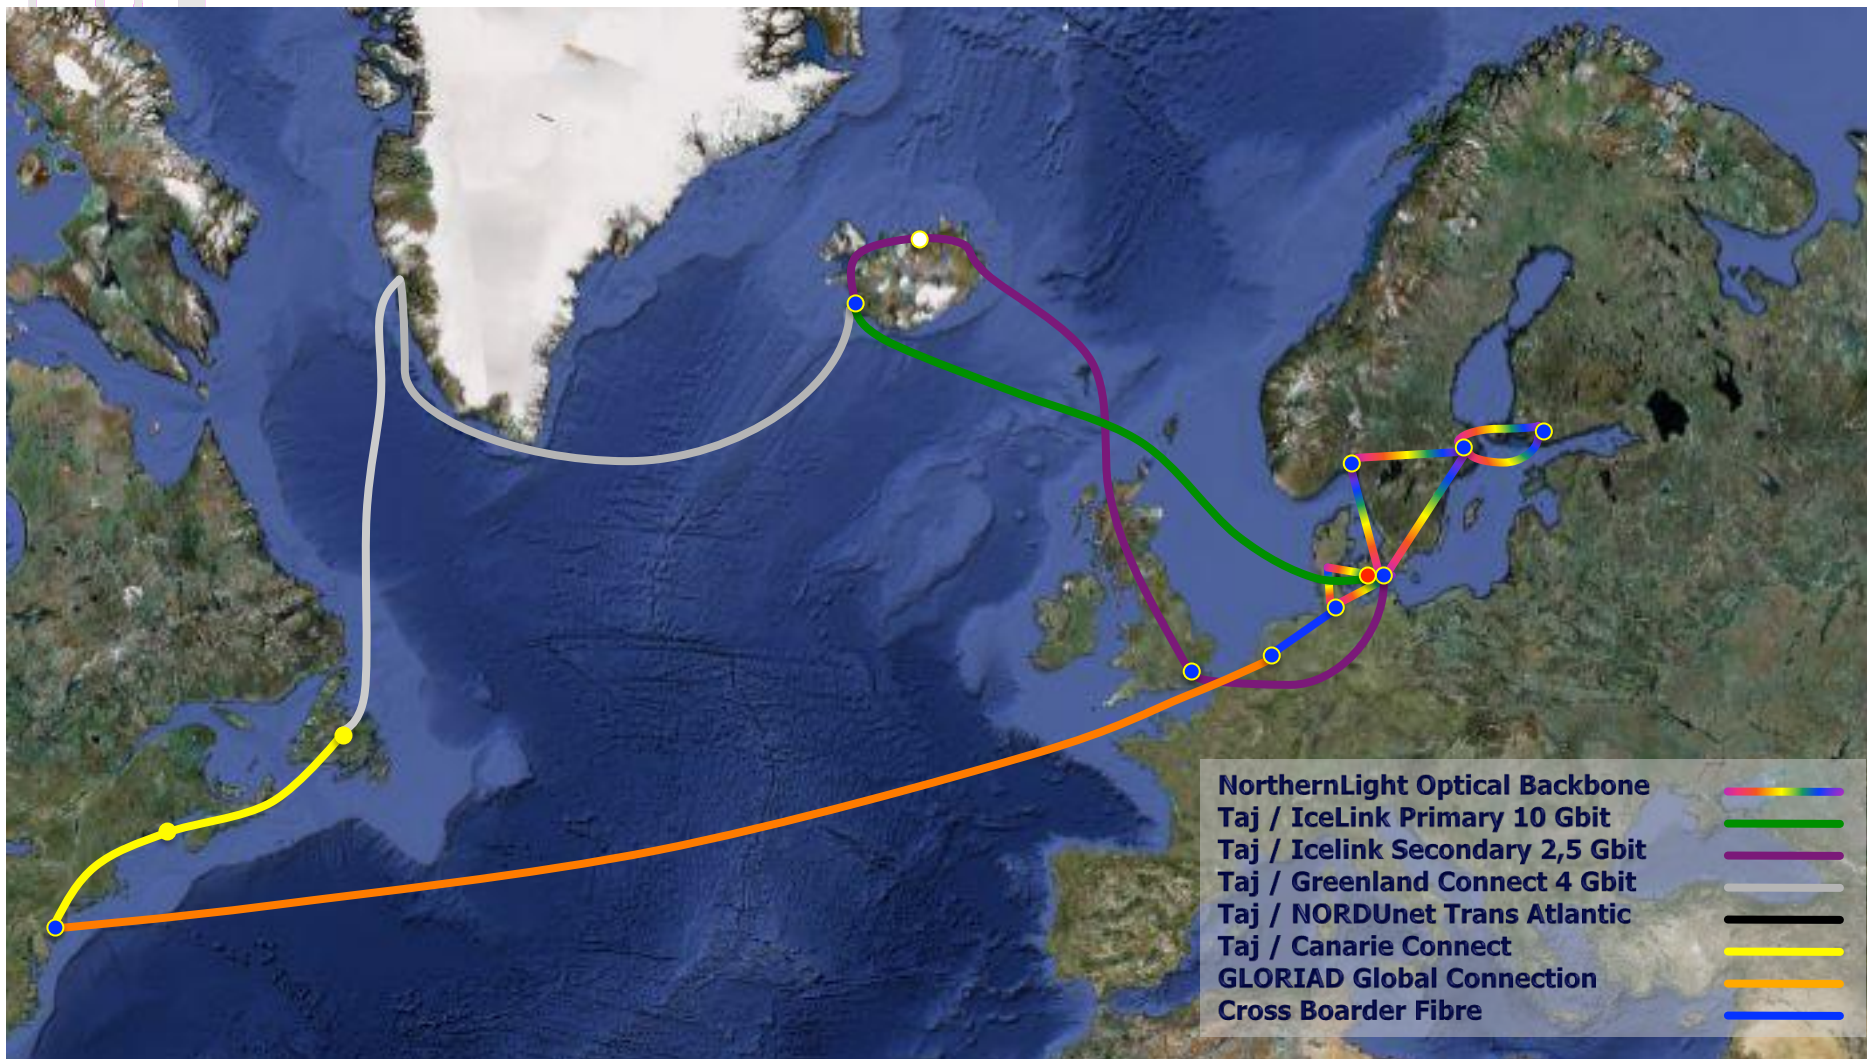 NorthernLight Optical Backbone
Taj / IceLink Primary 10 Gbit
Taj / Icelink Secondary 2,5 Gbit
Taj / Greenland Connect 4 Gbit
Taj / NORDUnet Trans Atlantic
Taj / Canarie Connect
GLORIAD Global Connection
Cross Boarder Fibre